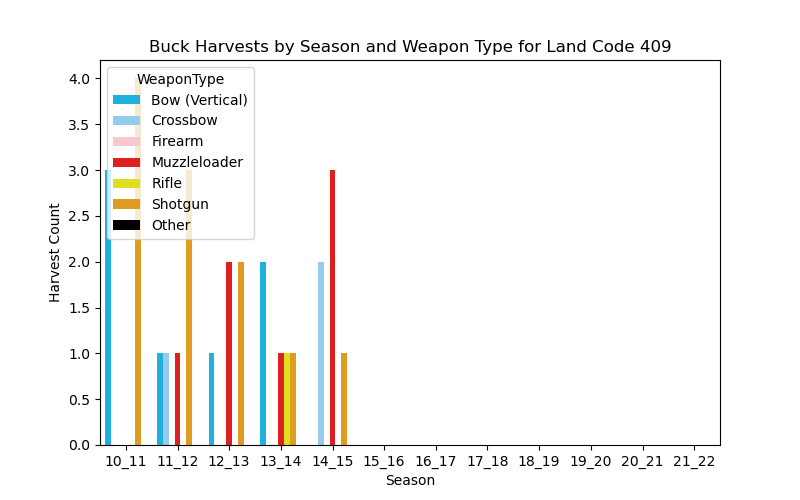 Buck Harvests by Season and Weapon Type for Land Code 409
WeaponType
Bow (Vertical)
Crossbow
Firearm
Muzzleloader
Rifle
Shotgun
Other
4.0
3.5
3.0
2.5
2.0
1.5
1.0
0.5
0.0
Harvest Count
10_11 11_12 12_13 13_14 14_15 15_16 16_17 17_18 18_19 19_20 20_21 21_22
Season